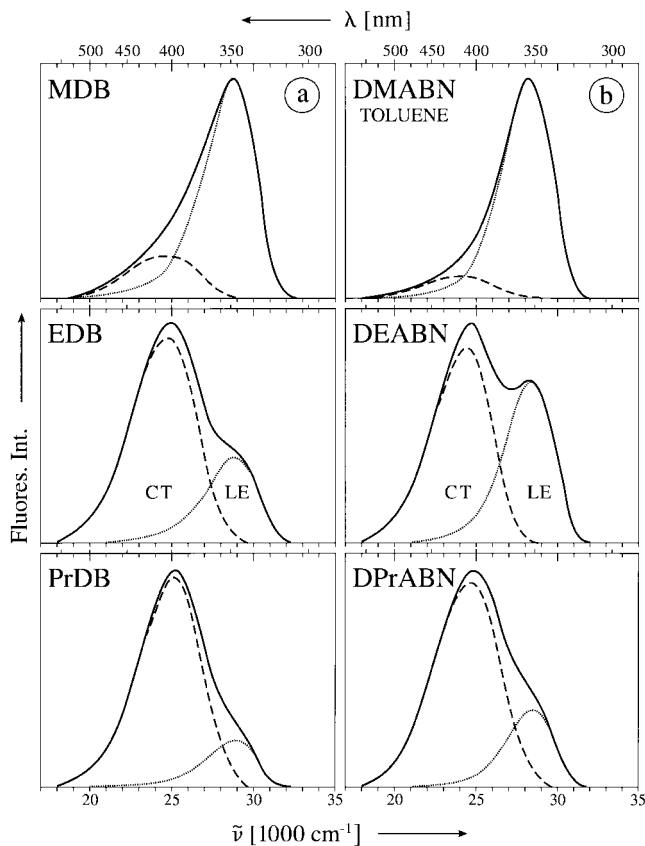 λ [nm]
500 450 400 350 300
500 450 400 350 300
MDB
a
DMABN
TOLUENE
b
EDB
CT
LE
DEABN
CT
LE
PrDB
DPrABN
Fluores. Int.
20 25 30
20 25 30 35
ν̃ [1000 cm⁻¹]